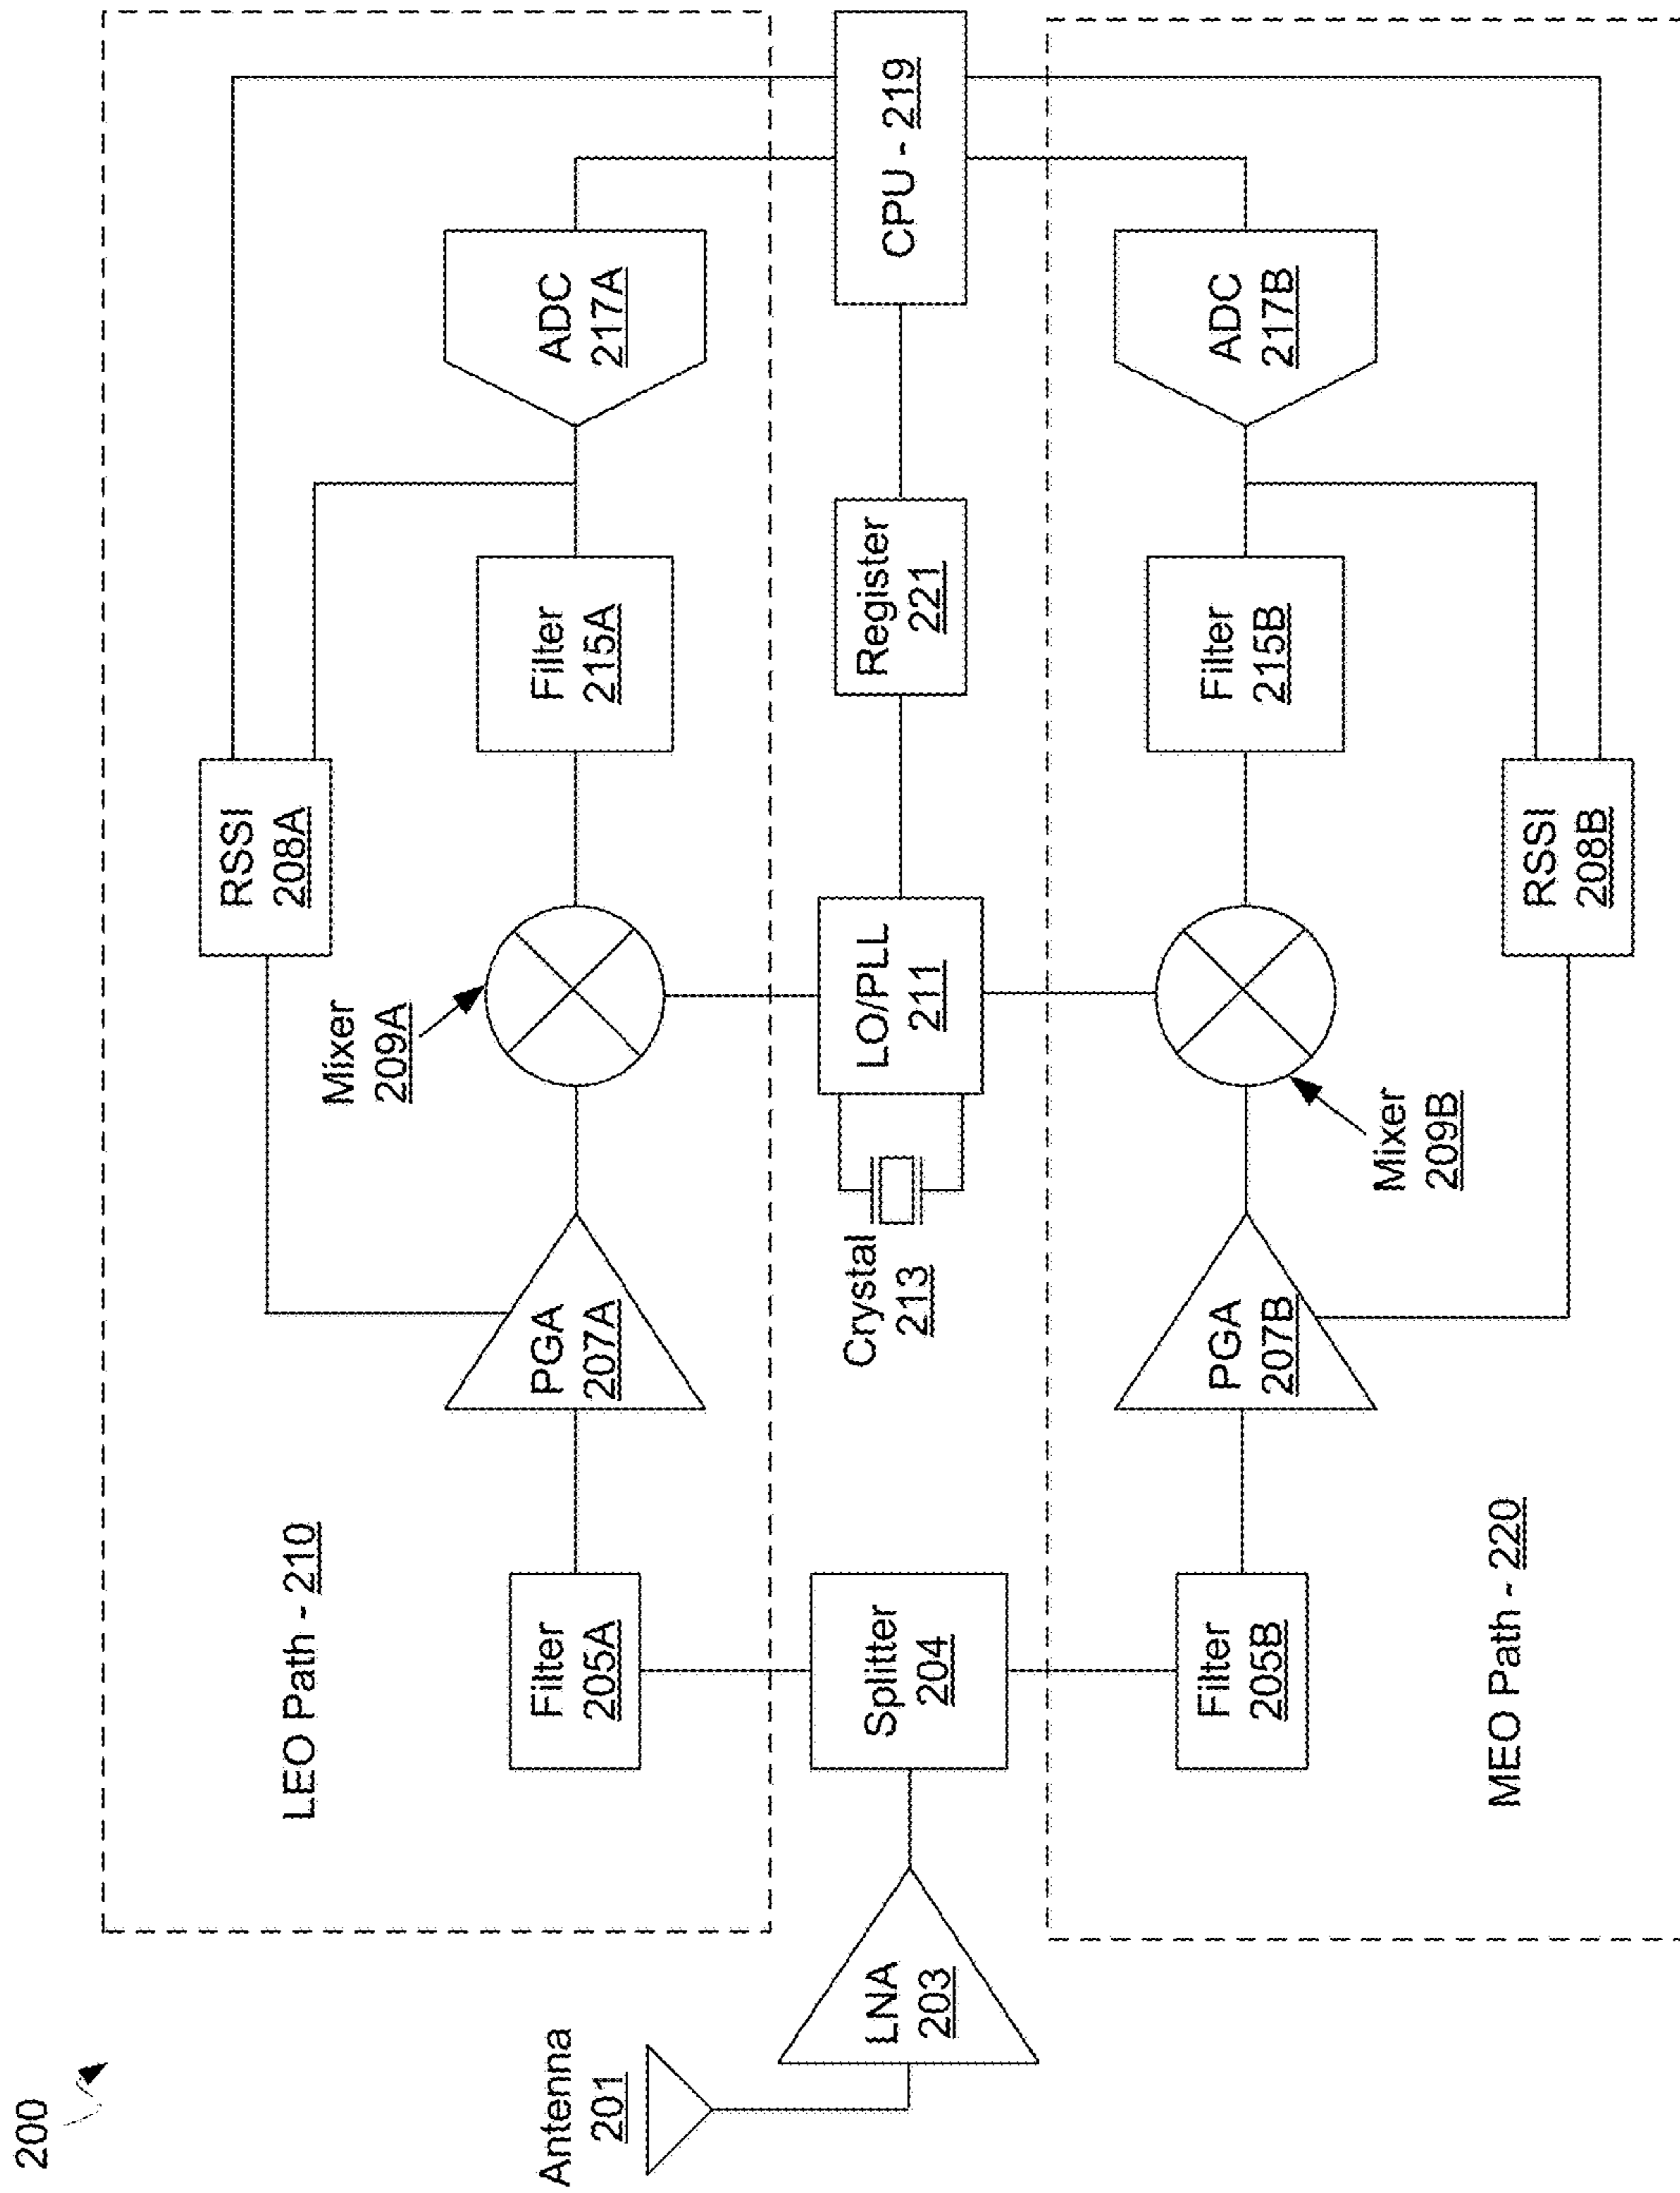 200
LEO Path - 210
RSSI
208A
Mixer
209A
Filter
205A
PGA
207A
Filter
215A
ADC
217A
Antenna
201
LNA
203
Splitter
204
Crystal
213
LO/PLL
211
Register
221
CPU - 219
Filter
205B
PGA
207B
Mixer
209B
Filter
215B
ADC
217B
RSSI
208B
MEO Path - 220